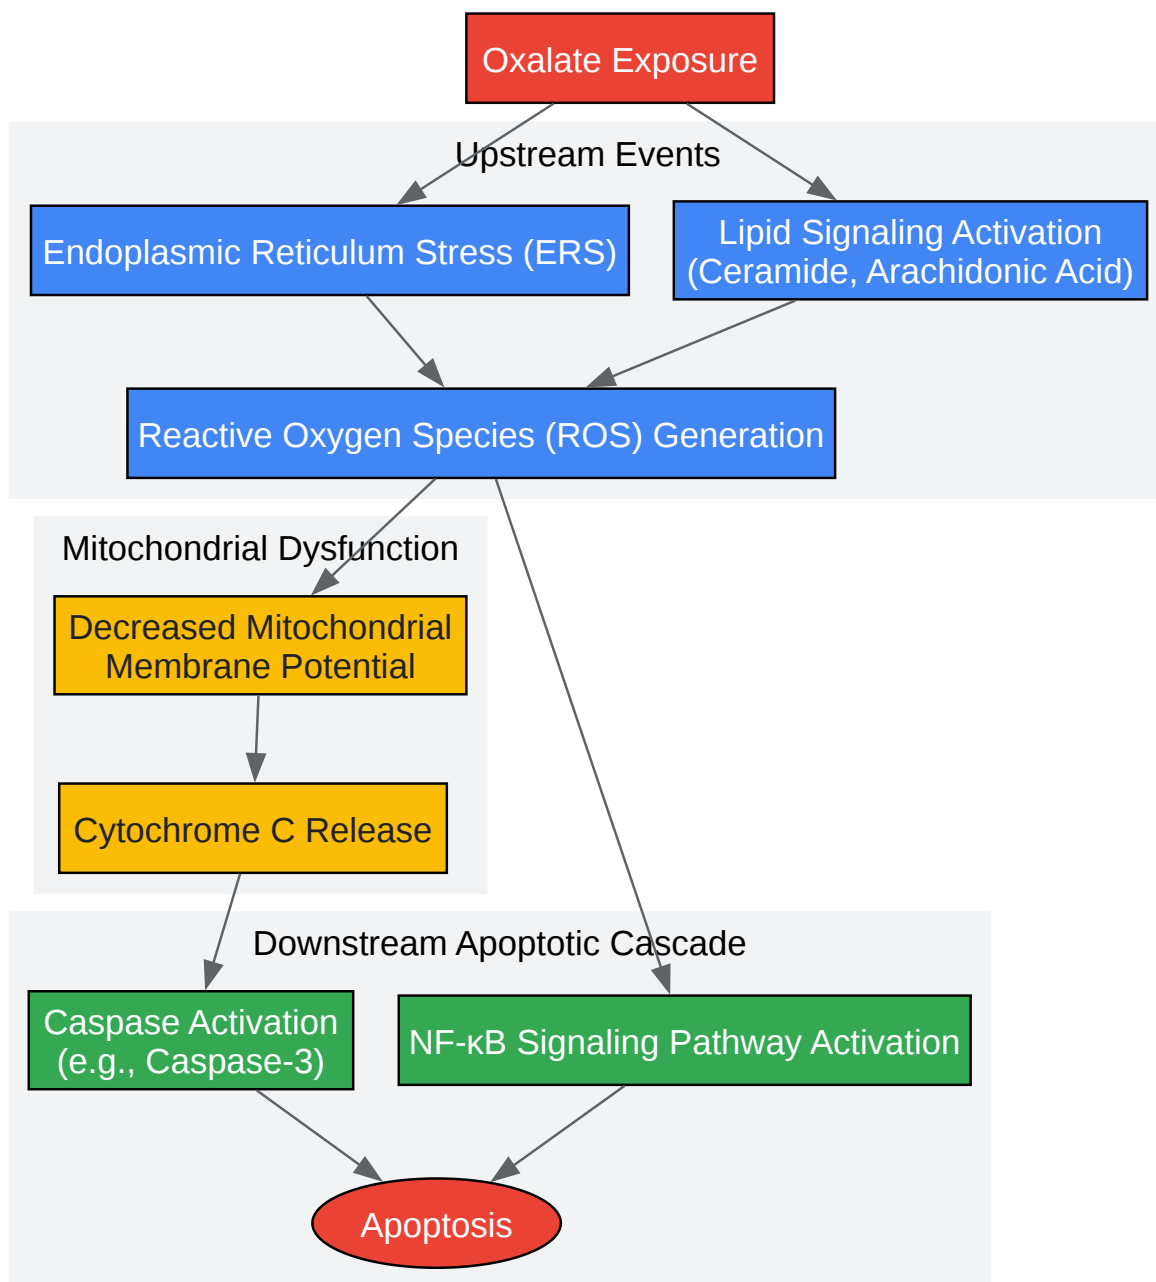 Oxalate Exposure
Upstream Events
Endoplasmic Reticulum Stress (ERS)
Lipid Signaling Activation
(Ceramide, Arachidonic Acid)
Reactive Oxygen Species (ROS) Generation
Mitochondrial Dysfunction
Decreased Mitochondrial
Membrane Potential
Cytochrome C Release
Downstream Apoptotic Cascade
Caspase Activation
(e.g., Caspase-3)
NF-κB Signaling Pathway Activation
Apoptosis